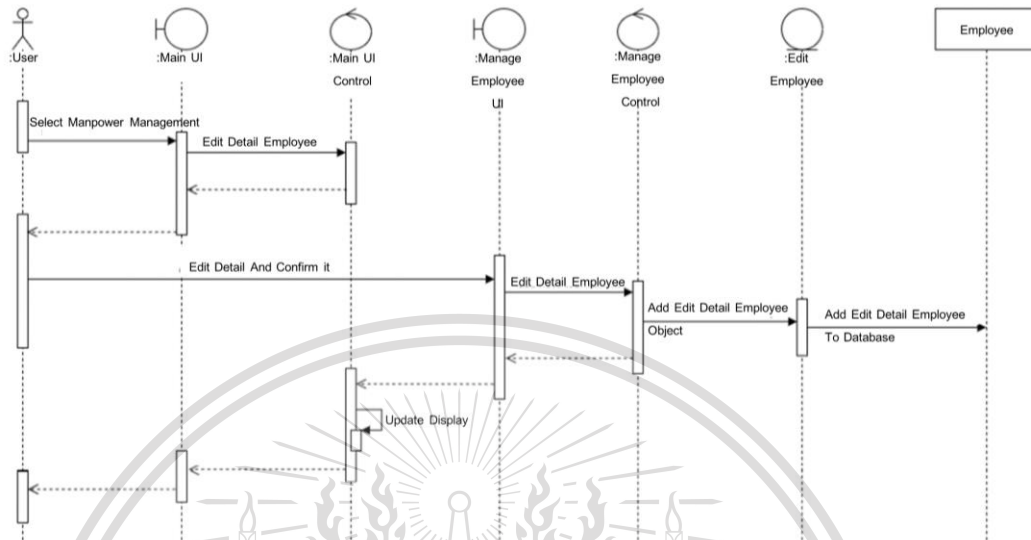 :User
:Main UI
:Main UI
Control
:Manage
Employee
UI
:Manage
Employee
Control
:Edit
Employee
Employee
Select Manpower Management
Edit Detail Employee
Edit Detail And Confirm it
Edit Detail Employee
Add Edit Detail Employee
Object
Add Edit Detail Employee
To Database
Update Display